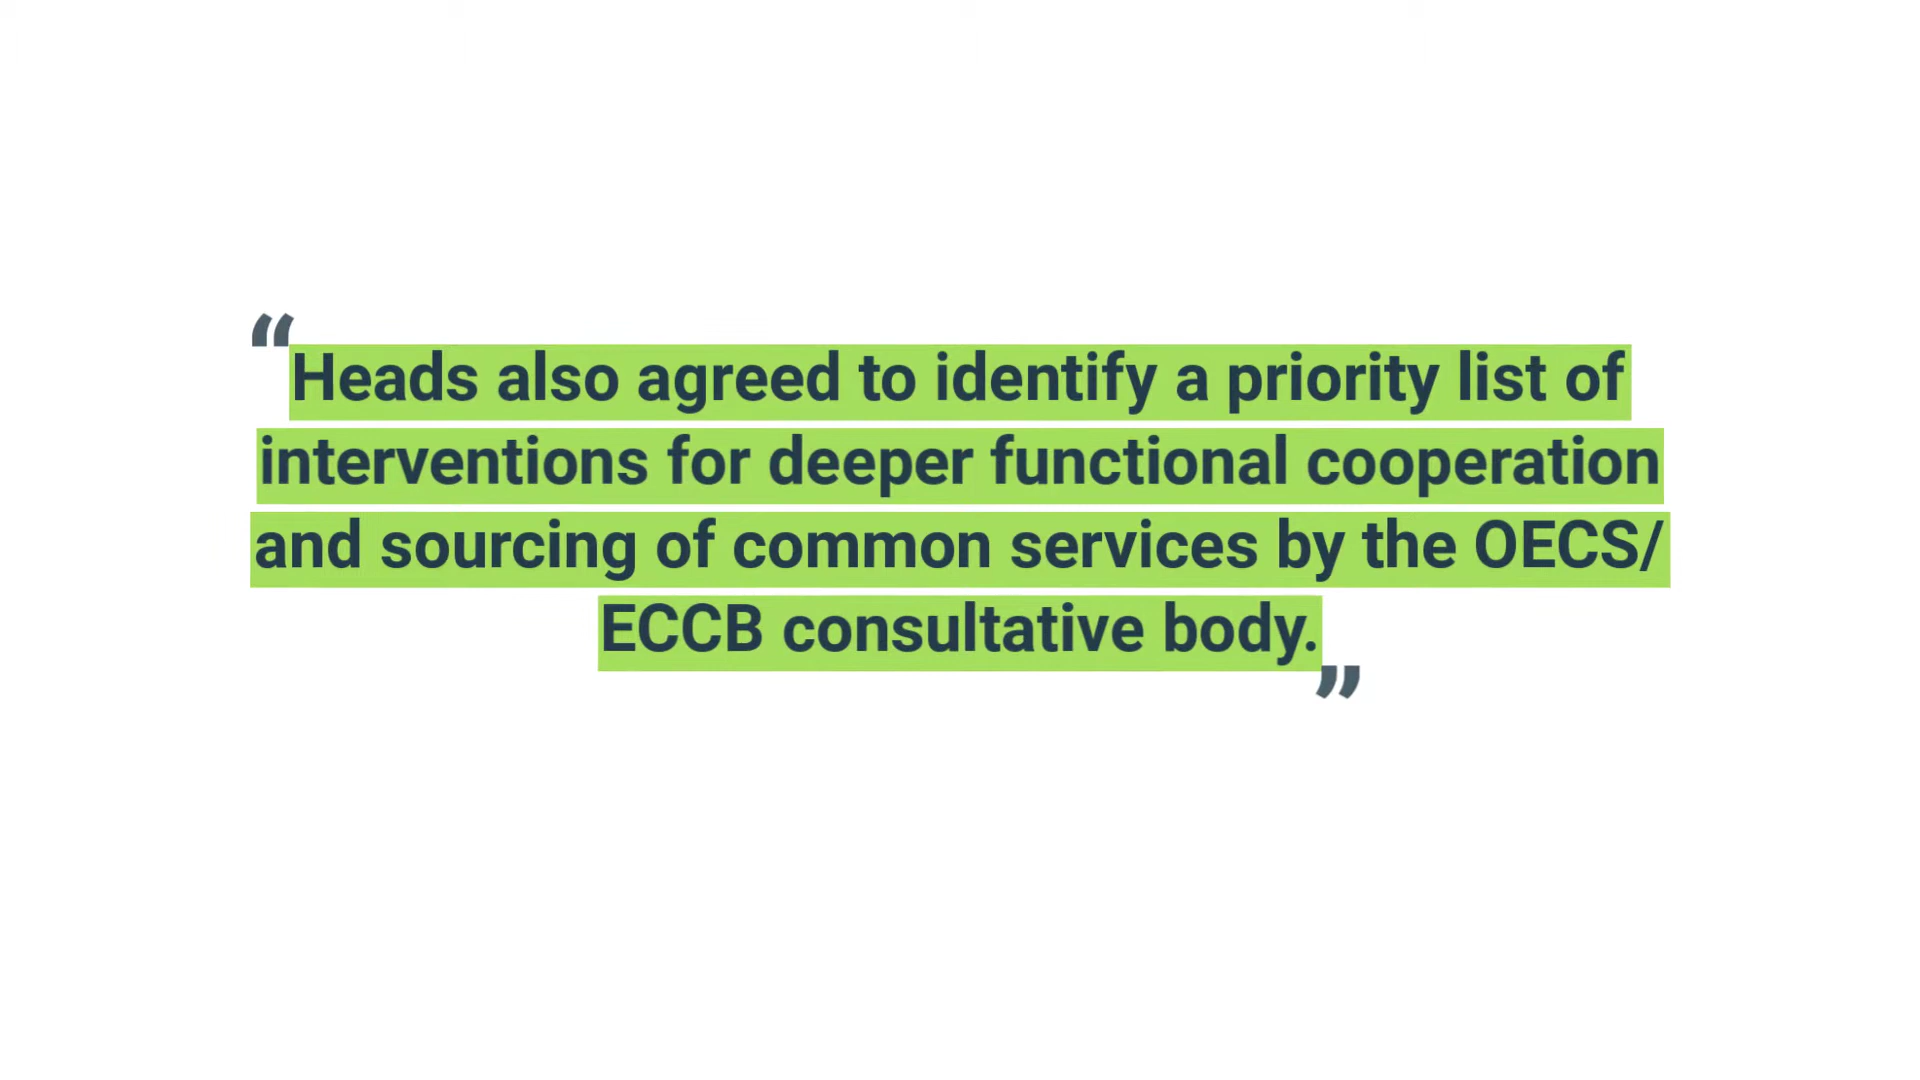 “Heads also agreed to identify a priority list of
interventions for deeper functional cooperation
and sourcing of common services by the OECS/
ECCB consultative body.”